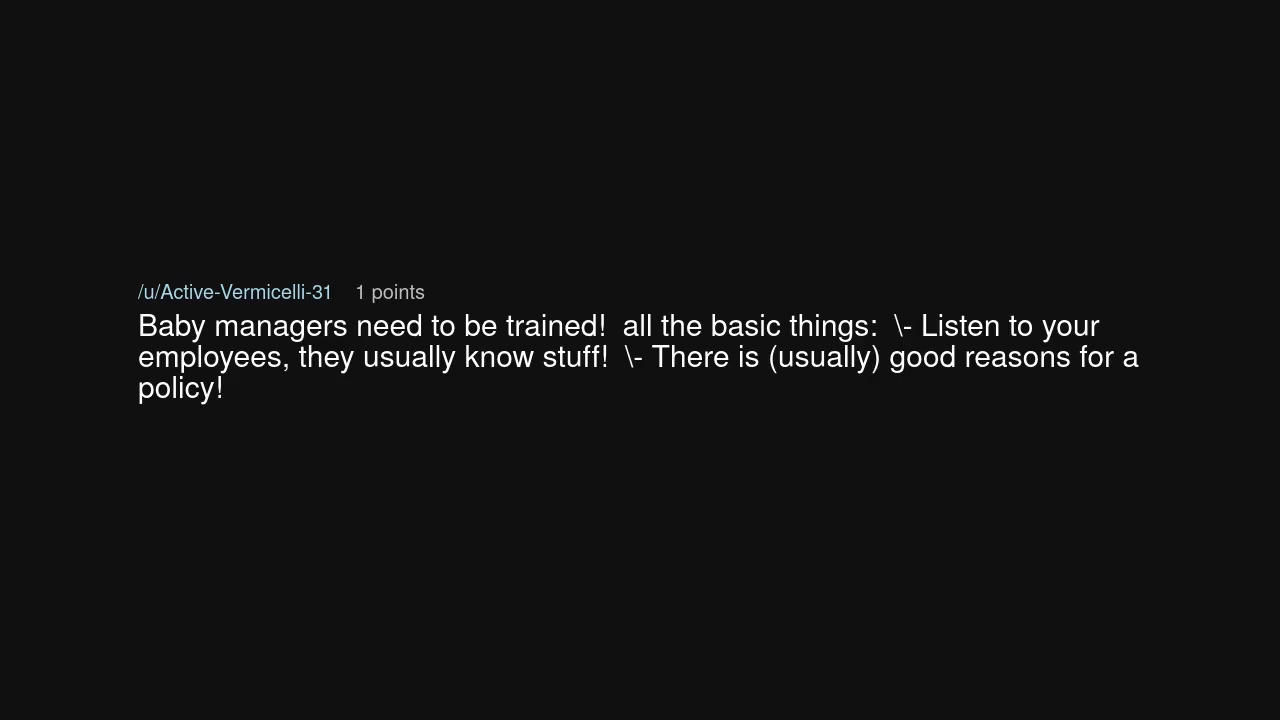 /u/Active-Vermicelli-31 1 points
Baby managers need to be trained!  all the basic things:  \- Listen to your
employees, they usually know stuff!  \- There is (usually) good reasons for a
policy!